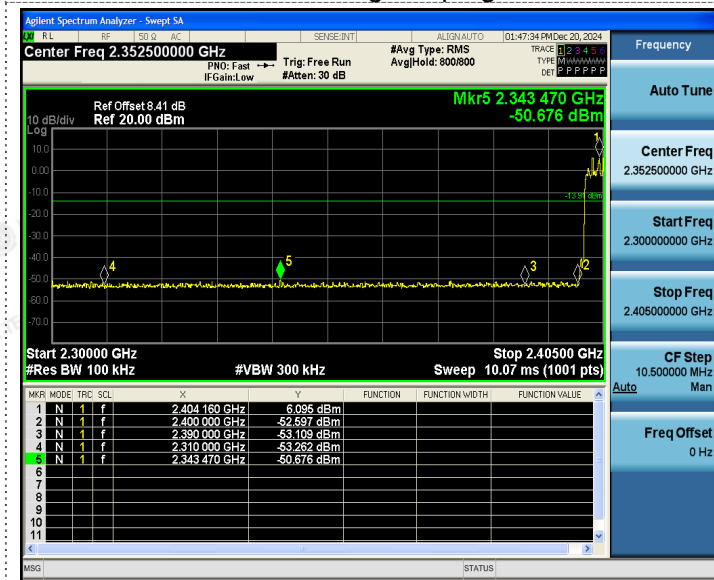 Agilent Spectrum Analyzer - Swept SA
LXI RL RF 50 Ω AC SENSE:INT ALIGN AUTO 01:47:34 PM Dec 20, 2024
Center Freq 2.352500000 GHz
PNO: Fast
IFGain:Low
Trig: Free Run
#Atten: 30 dB
#Avg Type: RMS
Avg|Hold: 800/800
TRACE 1 2 3 4 5 6
TYPE M
DET P P P P P P
Frequency
Mkr5 2.343 470 GHz
-50.676 dBm
Ref Offset 8.41 dB
10 dB/div Ref 20.00 dBm
Log
10.0
0.00
-10.0
-20.0
-30.0
-40.0
-50.0
-60.0
-70.0
-13.91 dBm
1
2
3
4
5
Start 2.30000 GHz Stop 2.40500 GHz
#Res BW 100 kHz #VBW 300 kHz Sweep 10.07 ms (1001 pts)
MKR MODE TRC SCL X Y FUNCTION FUNCTION WIDTH FUNCTION VALUE
1 N 1 f 2.404 160 GHz 6.095 dBm
2 N 1 f 2.400 000 GHz -52.597 dBm
3 N 1 f 2.390 000 GHz -53.109 dBm
4 N 1 f 2.310 000 GHz -53.262 dBm
5 N 1 f 2.343 470 GHz -50.676 dBm
6
7
8
9
10
11
MSG STATUS
Auto Tune
Center Freq
2.352500000 GHz
Start Freq
2.300000000 GHz
Stop Freq
2.405000000 GHz
CF Step
10.500000 MHz
Auto Man
Freq Offset
0 Hz